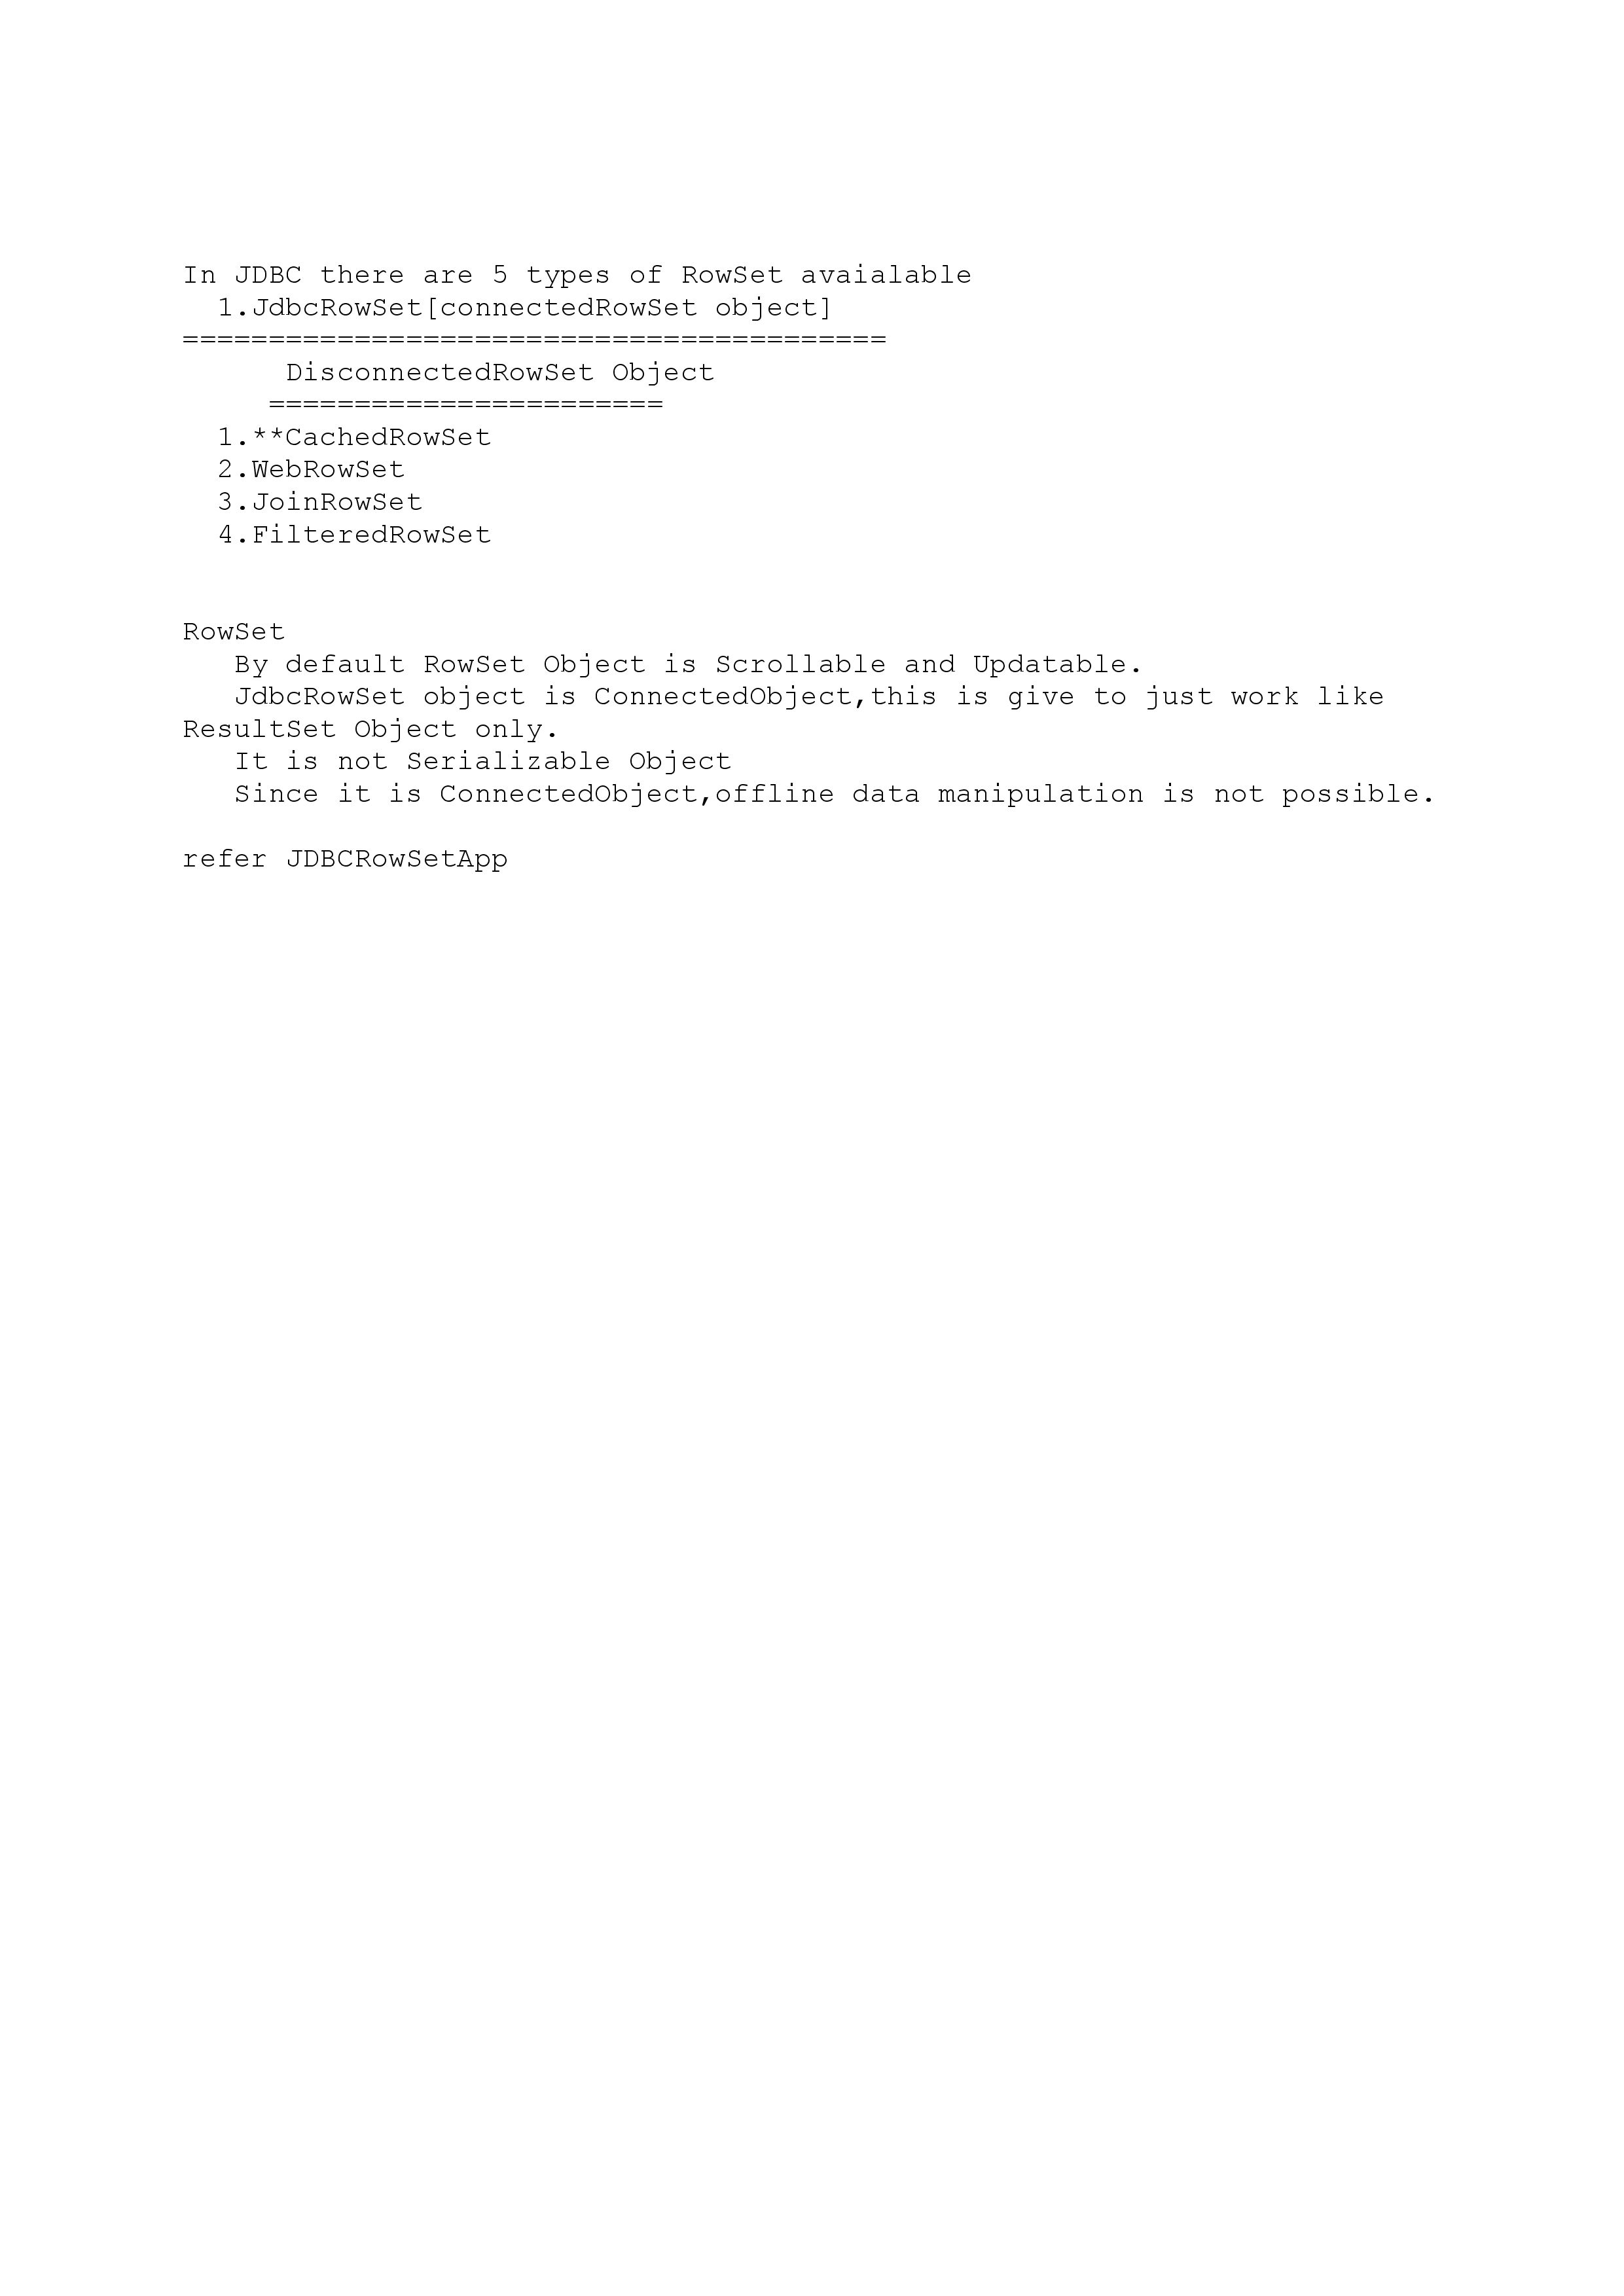 In JDBC there are 5 types of RowSet avaialable
  1.JdbcRowSet[connectedRowSet object]
=========================================
      DisconnectedRowSet Object
     =======================
  1.**CachedRowSet
  2.WebRowSet
  3.JoinRowSet
  4.FilteredRowSet
RowSet
   By default RowSet Object is Scrollable and Updatable.
   JdbcRowSet object is ConnectedObject,this is give to just work like
ResultSet Object only.
   It is not Serializable Object
   Since it is ConnectedObject,offline data manipulation is not possible.
refer JDBCRowSetApp